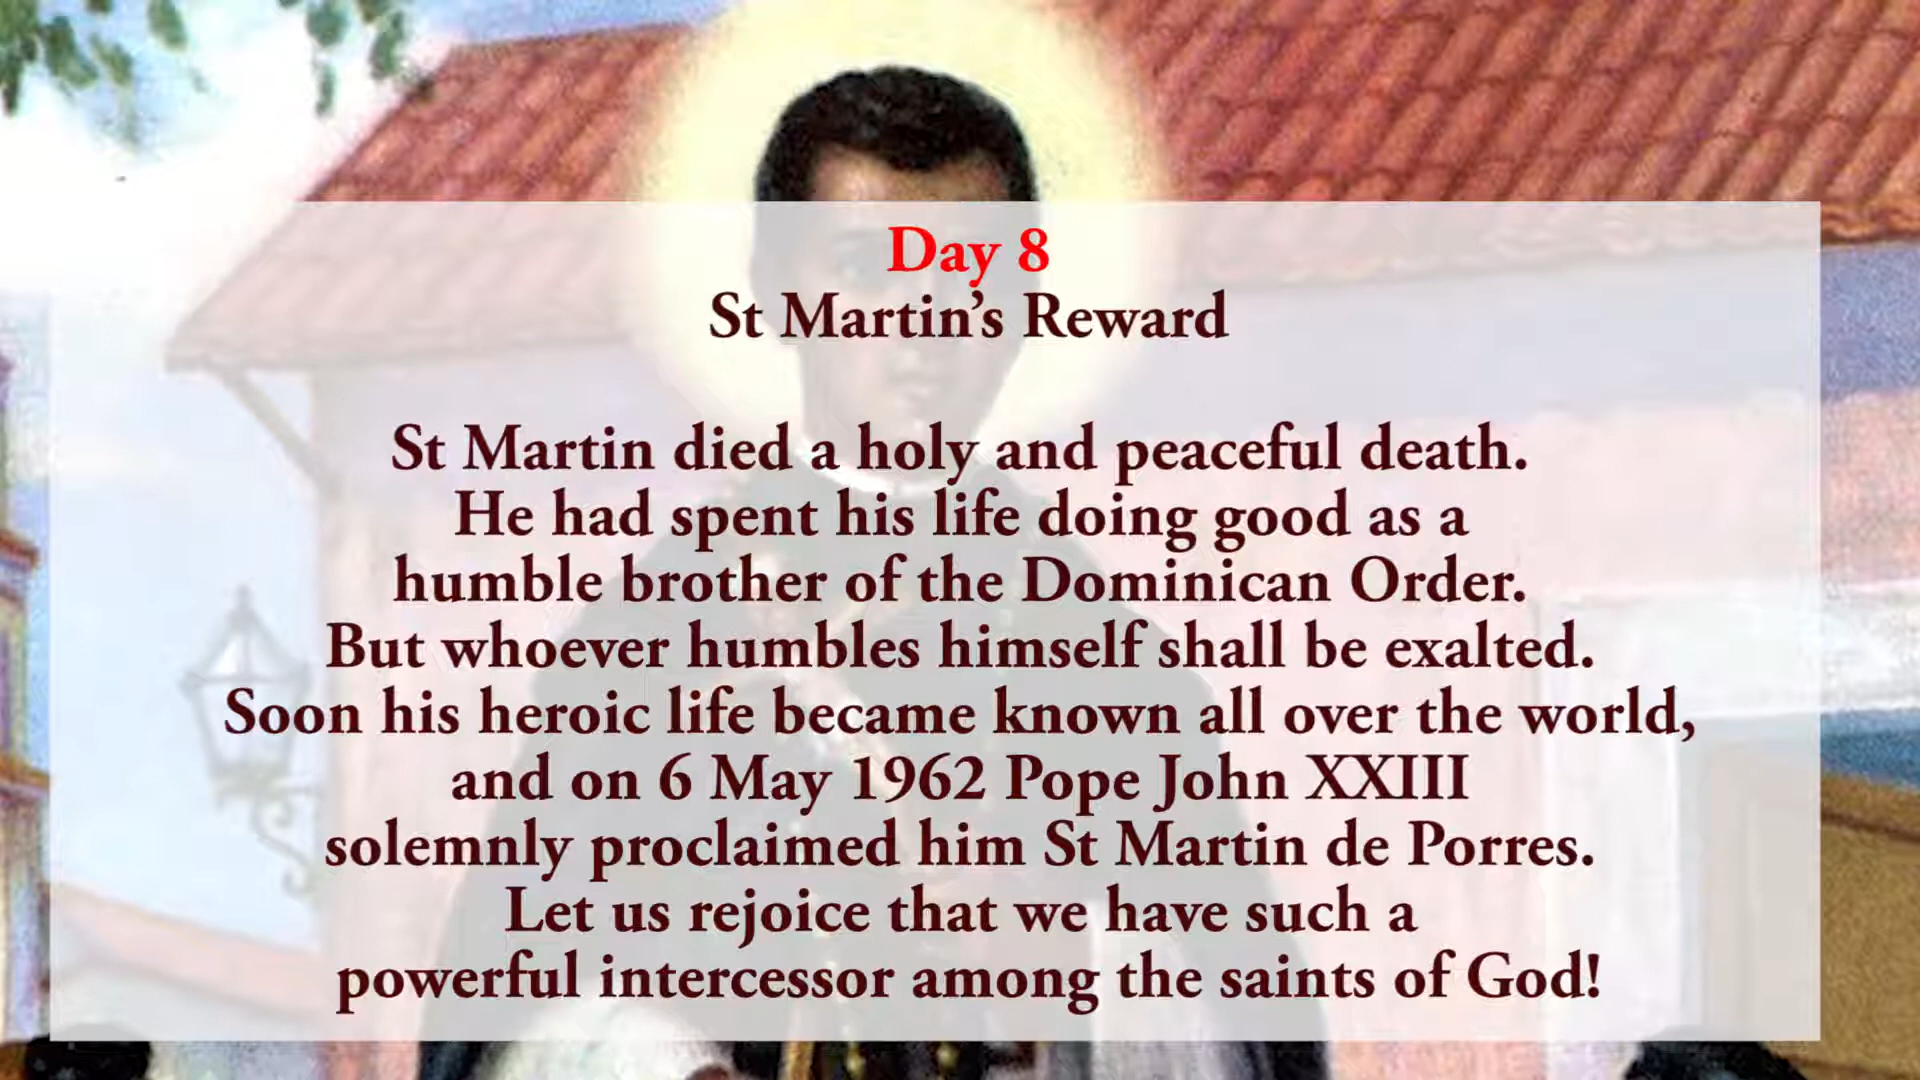 Day 8
St Martin’s Reward
St Martin died a holy and peaceful death.
He had spent his life doing good as a
humble brother of the Dominican Order.
But whoever humbles himself shall be exalted.
Soon his heroic life became known all over the world,
and on 6 May 1962 Pope John XXIII
solemnly proclaimed him St Martin de Porres.
Let us rejoice that we have such a
powerful intercessor among the saints of God!